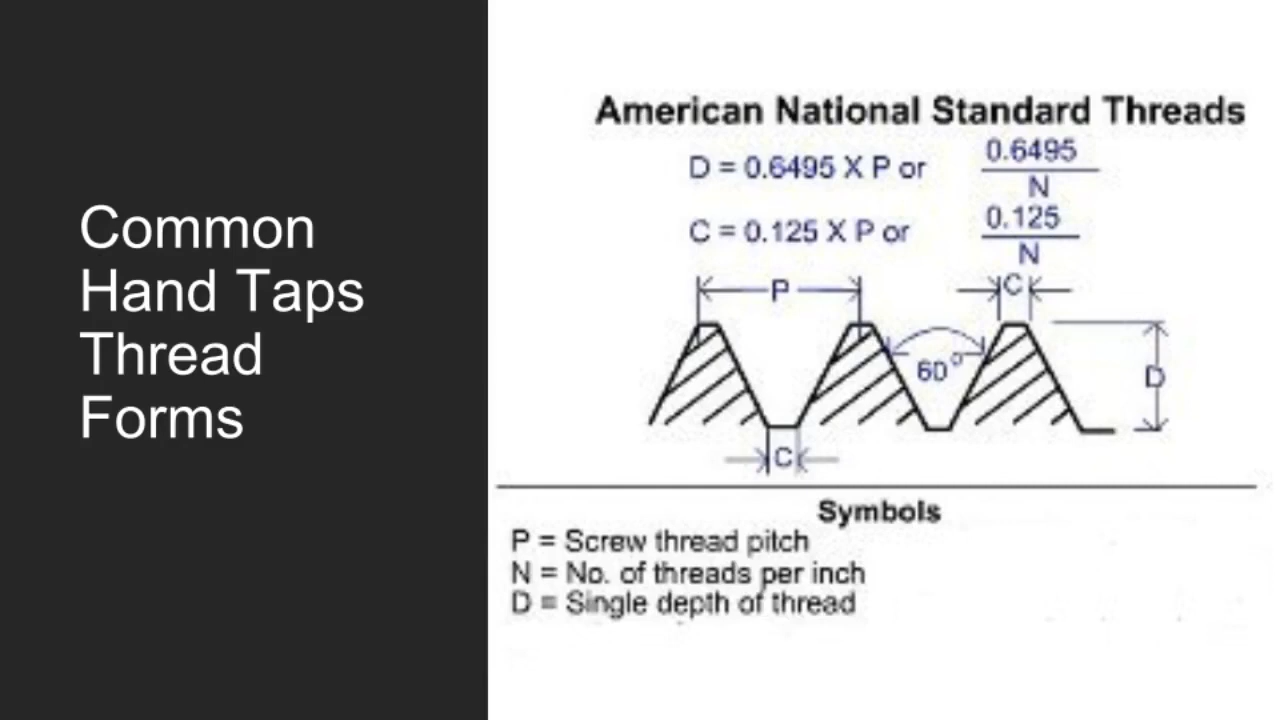 Common
Hand Taps
Thread
Forms
American National Standard Threads
D = 0.6495 X P or 0.6495
N
C = 0.125 X P or 0.125
N
P
C
60°
D
C
Symbols
P = Screw thread pitch
N = No. of threads per inch
D = Single depth of thread